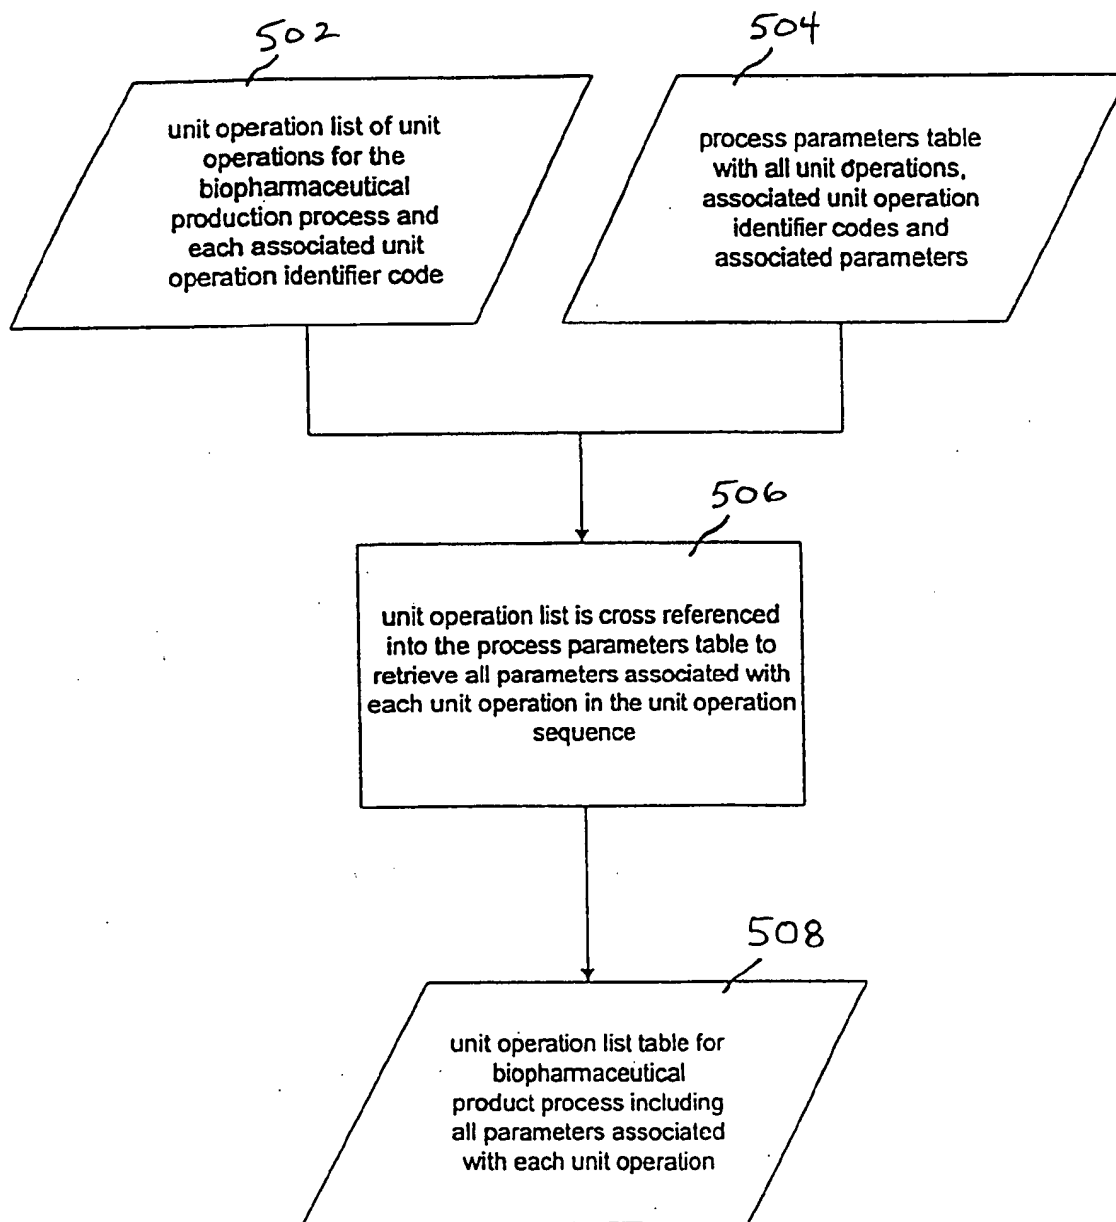 502
504
unit operation list of unit
operations for the
biopharmaceutical
production process and
each associated unit
operation identifier code
process parameters table
with all unit operations,
associated unit operation
identifier codes and
associated parameters
506
unit operation list is cross referenced
into the process parameters table to
retrieve all parameters associated with
each unit operation in the unit operation
sequence
508
unit operation list table for
biopharmaceutical
product process including
all parameters associated
with each unit operation